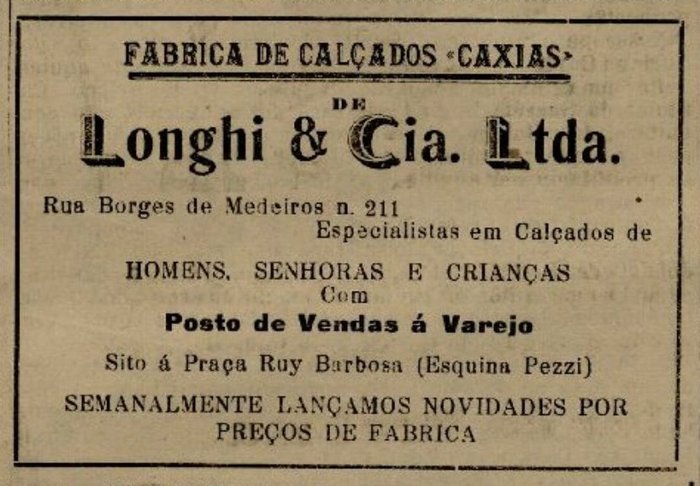 FABRICA DE CALÇADOS «CAXIAS»
DE
Longhi & Cia. Ltda.
Rua Borges de Medeiros n. 211
Especialistas em Calçados de
HOMENS, SENHORAS E CRIANÇAS
Com
Posto de Vendas á Varejo
Sito á Praça Ruy Barbosa (Esquina Pezzi)
SEMANALMENTE LANÇAMOS NOVIDADES POR
PREÇOS DE FABRICA